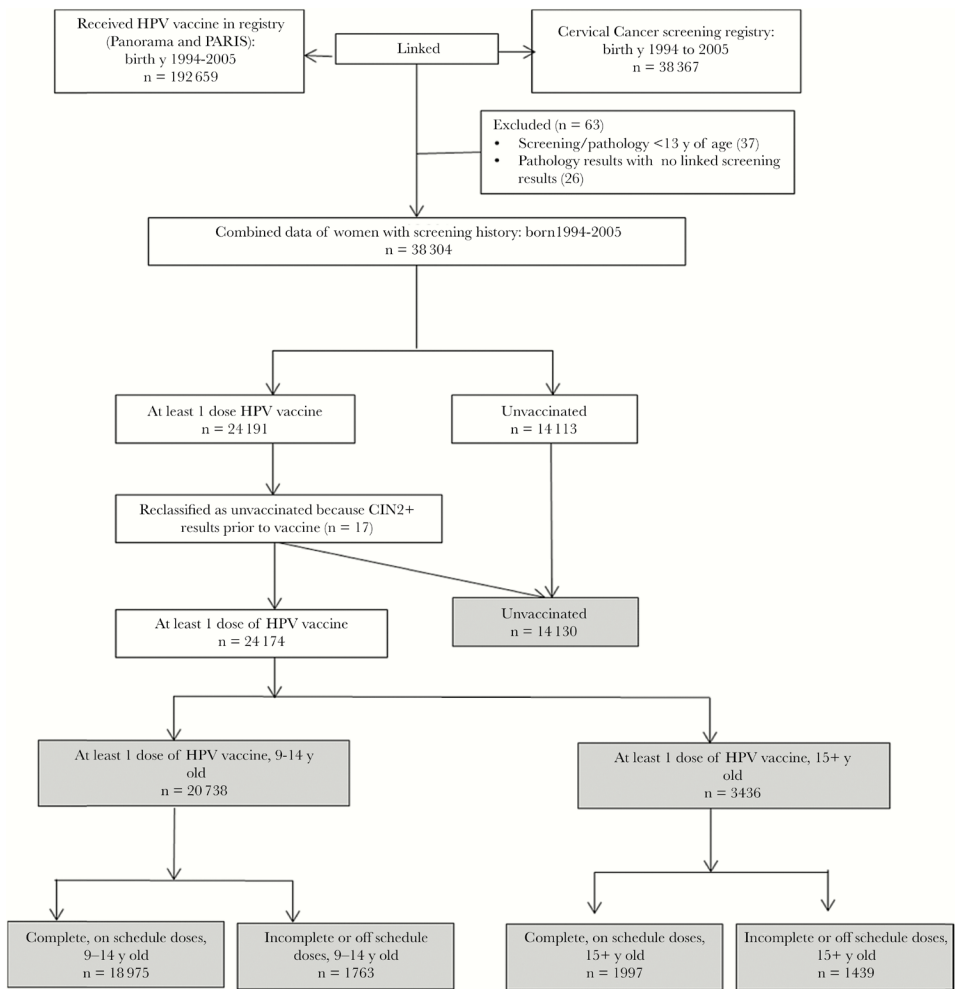 Received HPV vaccine in registry
(Panorama and PARIS):
birth y 1994-2005
n = 192 659
Linked
Cervical Cancer screening registry:
birth y 1994 to 2005
n = 38 367
Excluded (n = 63)
• Screening/pathology <13 y of age (37)
• Pathology results with no linked screening
results (26)
Combined data of women with screening history: born1994-2005
n = 38 304
At least 1 dose HPV vaccine
n = 24 191
Unvaccinated
n = 14 113
Reclassified as unvaccinated because CIN2+
results prior to vaccine (n = 17)
At least 1 dose of HPV vaccine
n = 24 174
Unvaccinated
n = 14 130
At least 1 dose of HPV vaccine, 9-14 y
old
n = 20 738
At least 1 dose of HPV vaccine, 15+ y
old
n = 3436
Complete, on schedule doses,
9–14 y old
n = 18 975
Incomplete or off schedule
doses, 9–14 y old
n = 1763
Complete, on schedule doses,
15+ y old
n = 1997
Incomplete or off schedule doses,
15+ y old
n = 1439